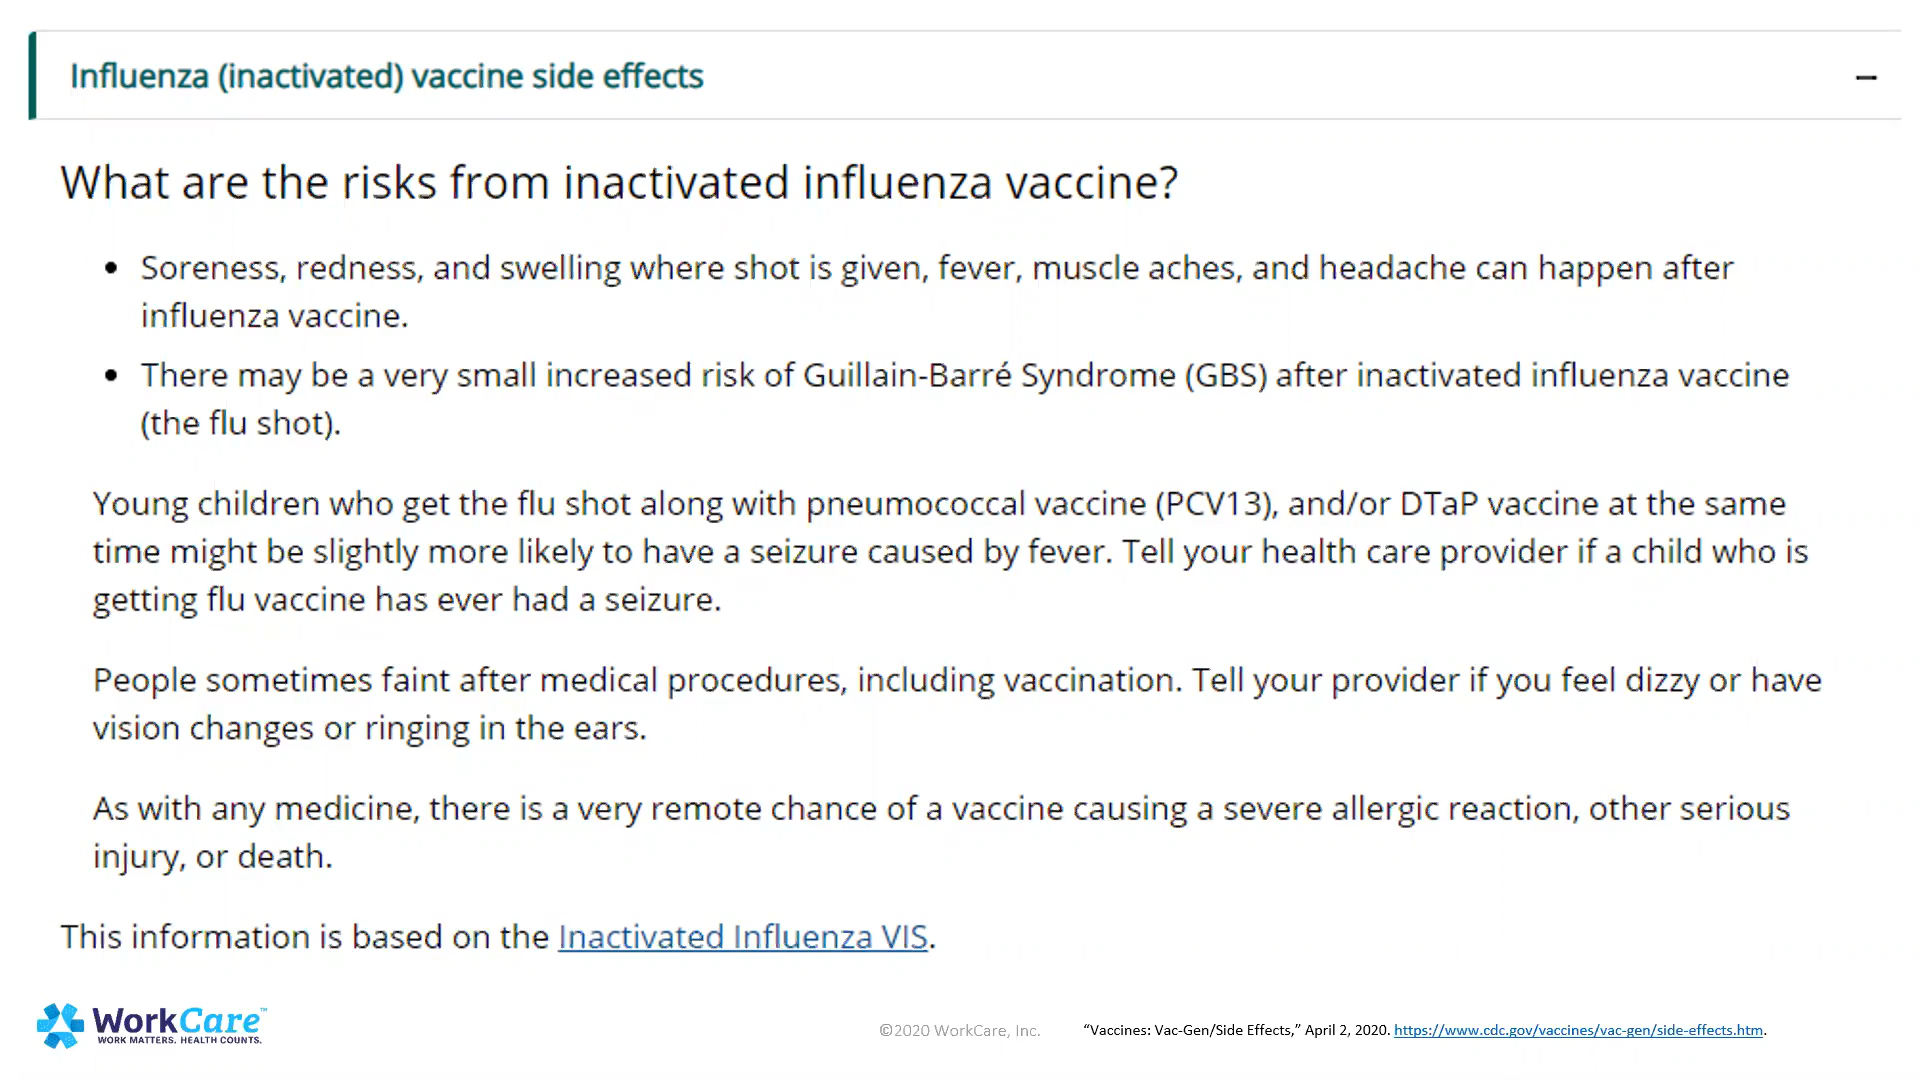 Influenza (inactivated) vaccine side effects
What are the risks from inactivated influenza vaccine?
• Soreness, redness, and swelling where shot is given, fever, muscle aches, and headache can happen after
influenza vaccine.
• There may be a very small increased risk of Guillain-Barré Syndrome (GBS) after inactivated influenza vaccine
(the flu shot).
Young children who get the flu shot along with pneumococcal vaccine (PCV13), and/or DTaP vaccine at the same
time might be slightly more likely to have a seizure caused by fever. Tell your health care provider if a child who is
getting flu vaccine has ever had a seizure.
People sometimes faint after medical procedures, including vaccination. Tell your provider if you feel dizzy or have
vision changes or ringing in the ears.
As with any medicine, there is a very remote chance of a vaccine causing a severe allergic reaction, other serious
injury, or death.
This information is based on the Inactivated Influenza VIS.
WorkCare™
WORK MATTERS. HEALTH COUNTS.
©2020 WorkCare, Inc.
“Vaccines: Vac-Gen/Side Effects,” April 2, 2020. https://www.cdc.gov/vaccines/vac-gen/side-effects.htm.